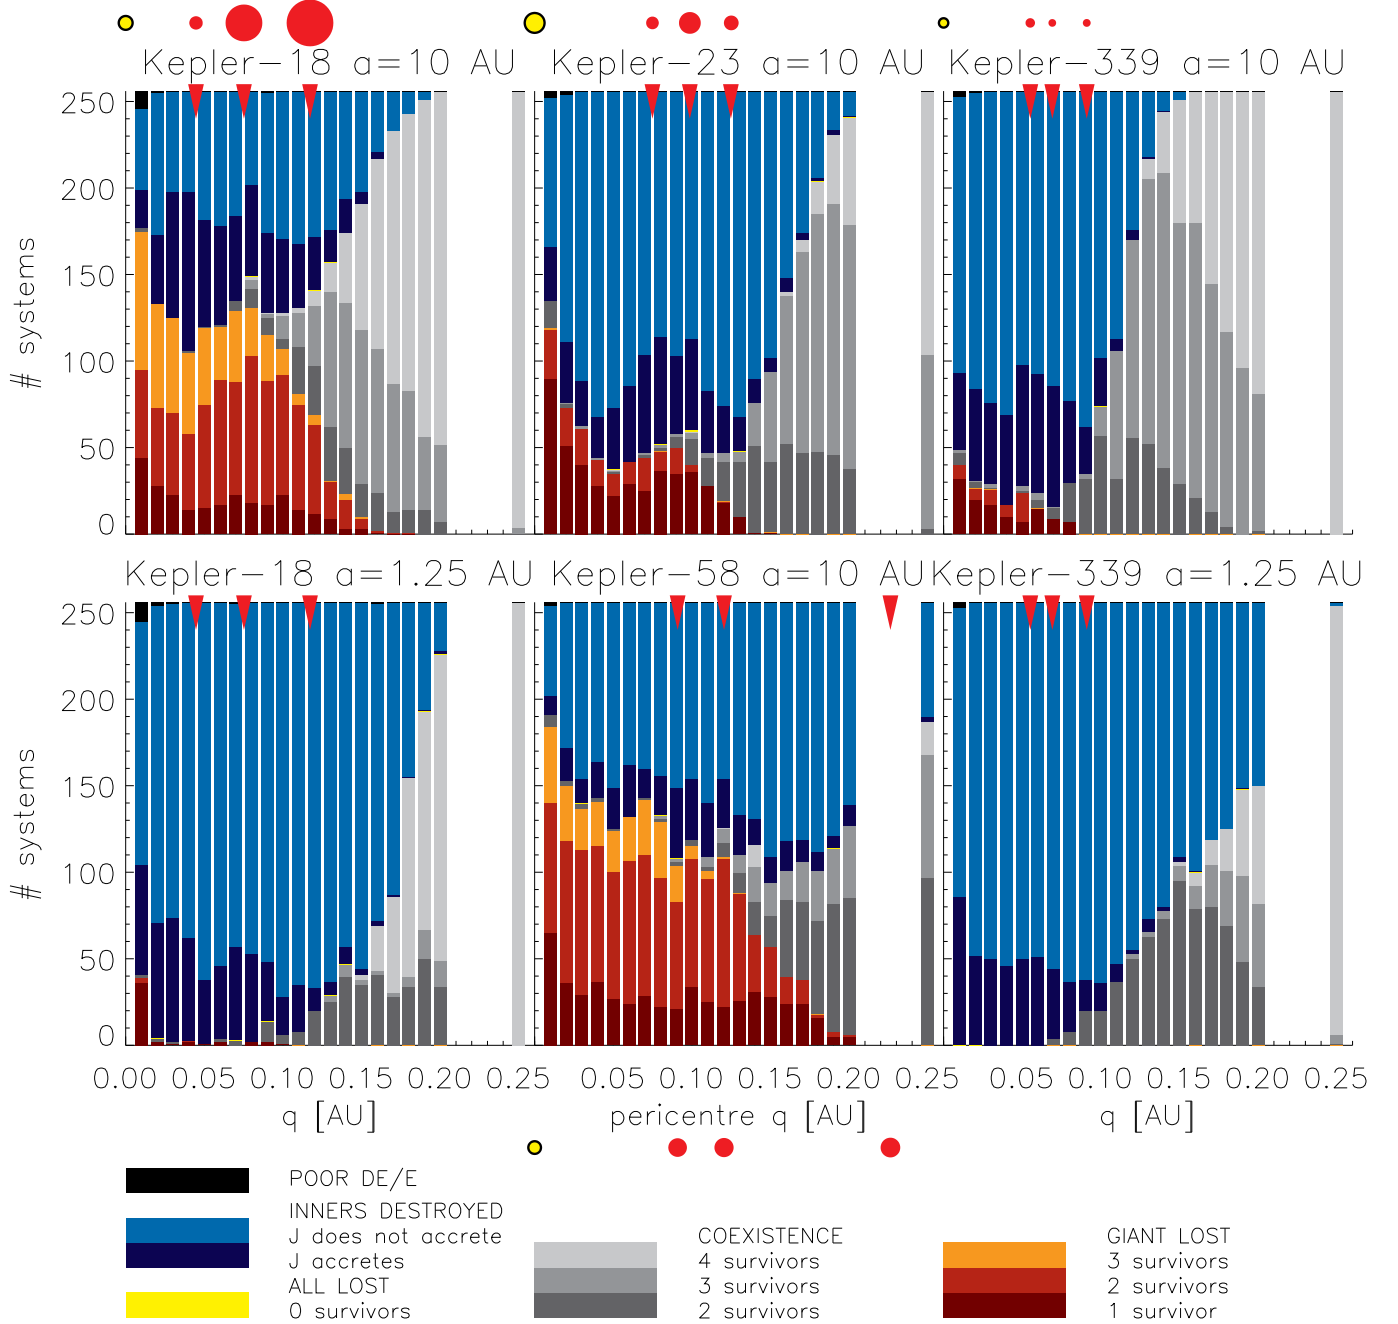 Kepler-18 a=10 AU
Kepler-23 a=10 AU
Kepler-339 a=10 AU
# systems
250
200
150
100
50
0
Kepler-18 a=1.25 AU
Kepler-58 a=10 AU
Kepler-339 a=1.25 AU
# systems
250
200
150
100
50
0
0.00 0.05 0.10 0.15 0.20 0.25
0.05 0.10 0.15 0.20 0.25
0.05 0.10 0.15 0.20 0.25
q [AU]
pericentre q [AU]
q [AU]
POOR DE/E
INNERS DESTROYED
J does not accrete
J accretes
ALL LOST
0 survivors
COEXISTENCE
4 survivors
3 survivors
2 survivors
GIANT LOST
3 survivors
2 survivors
1 survivor